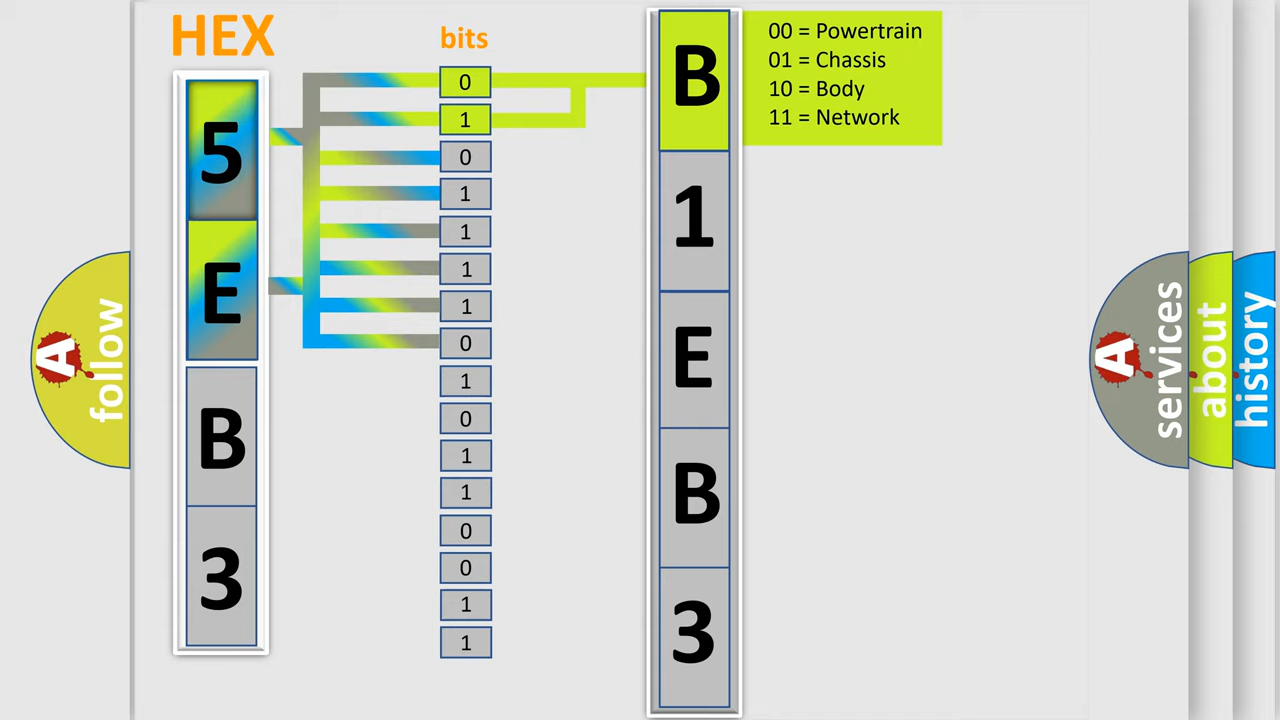 HEX
5
E
B
3
bits
0
1
0
1
1
1
1
0
1
0
1
1
0
0
1
1
B
1
E
B
3
00 = Powertrain
01 = Chassis
10 = Body
11 = Network
A
follow
A
services
about
history